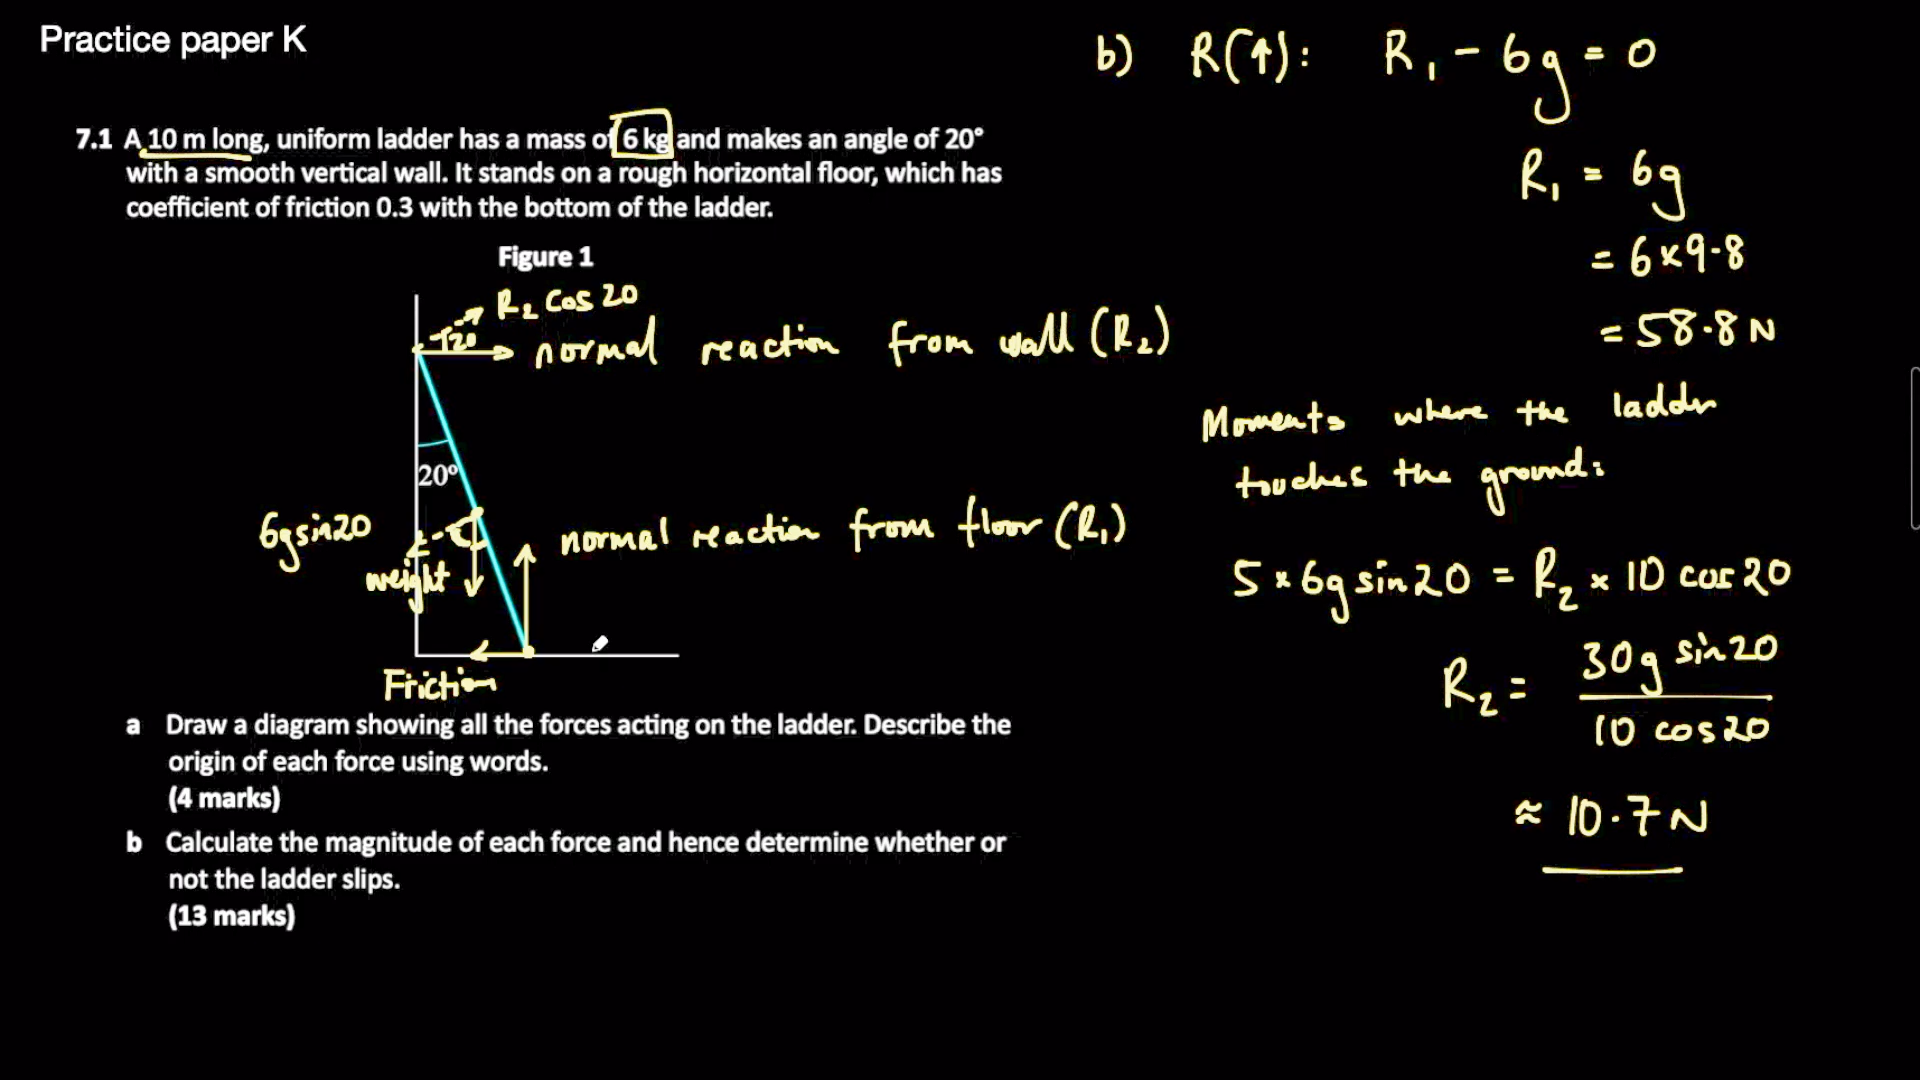 Practice paper K
7.1 A 10 m long, uniform ladder has a mass of 6 kg and makes an angle of 20°
with a smooth vertical wall. It stands on a rough horizontal floor, which has
coefficient of friction 0.3 with the bottom of the ladder.
Figure 1
R₂ cos 20
20
normal reaction from wall (R₂)
20°
6g sin20
normal reaction from floor (R₁)
weight
Friction
a Draw a diagram showing all the forces acting on the ladder. Describe the
origin of each force using words.
(4 marks)
b Calculate the magnitude of each force and hence determine whether or
not the ladder slips.
(13 marks)
b) R(↑): R₁ - 6g = 0
R₁ = 6g
= 6×9.8
= 58.8 N
Moments where the ladder
touches the ground:
5 × 6g sin20 = R₂ × 10 cos 20
R₂ = 30g sin20
10 cos20
≈ 10.7 N